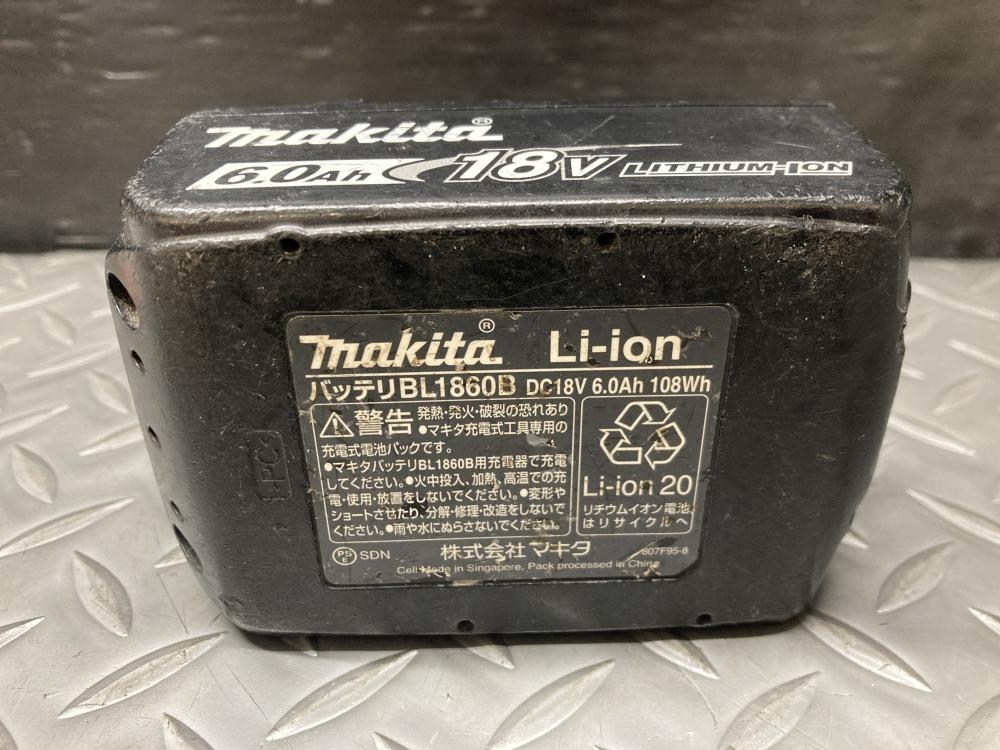 makita®
6.0Ah 18V LITHIUM-ION
makita® Li-ion
バッテリBL1860B DC18V 6.0Ah 108Wh
警告 発熱・発火・破裂の恐れあり
●マキタ充電式工具専用の
充電式電池パックです。
●マキタバッテリBL1860B用充電器で充電
してください。●火中投入、加熱、高温での充
電・使用・放置をしないでください。●変形や
ショートさせたり、分解・修理・改造をしないで
ください。●雨や水にぬらさないでください。
Li-ion 20
リチウムイオン電池
はリサイクルへ
PS
E SDN 株式会社 マキタ 807F95-8
Cell Made in Singapore, Pack processed in China
>PC<